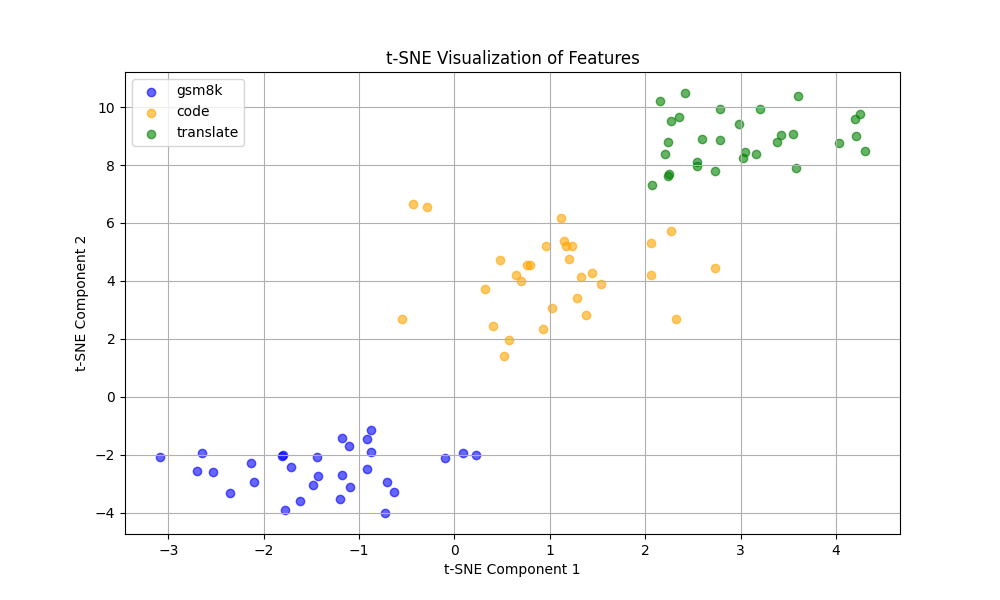 t-SNE Visualization of Features
gsm8k
code
translate
t-SNE Component 2
10
8
6
4
2
0
−2
−4
−3 −2 −1 0 1 2 3 4
t-SNE Component 1